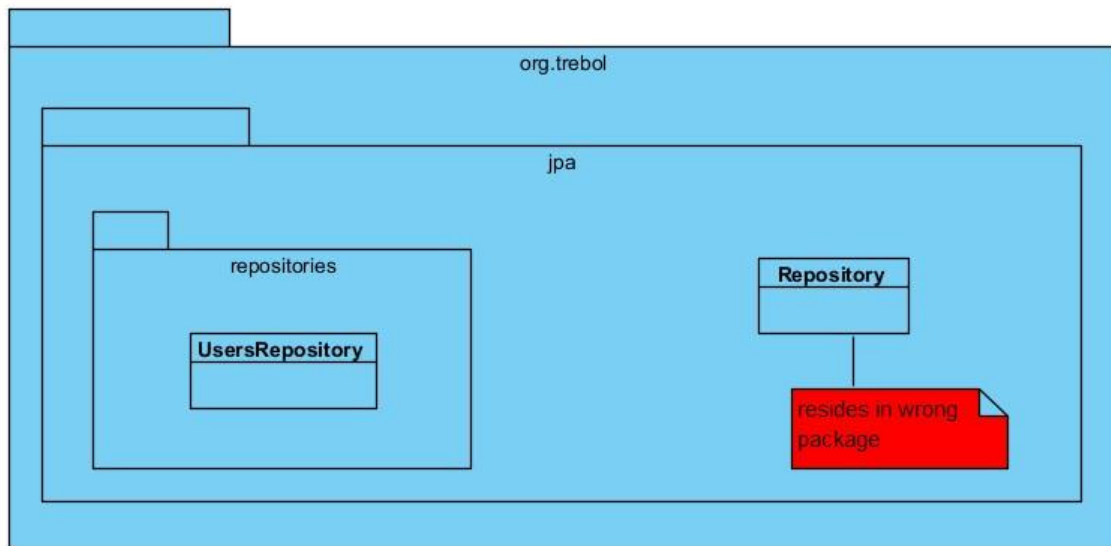 org.trebol
jpa
repositories
Repository
UsersRepository
resides in wrong
package